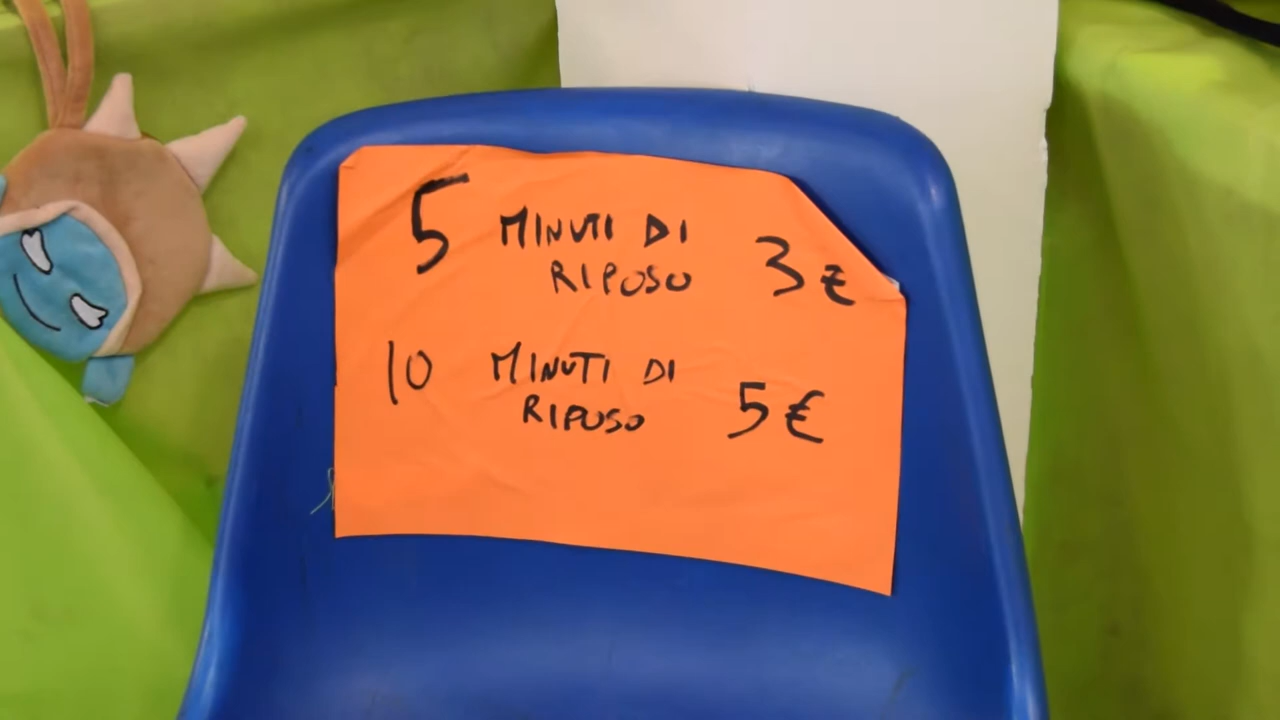 5 MINUTI DI
RIPOSO 3€
10 MINUTI DI
RIPOSO 5€